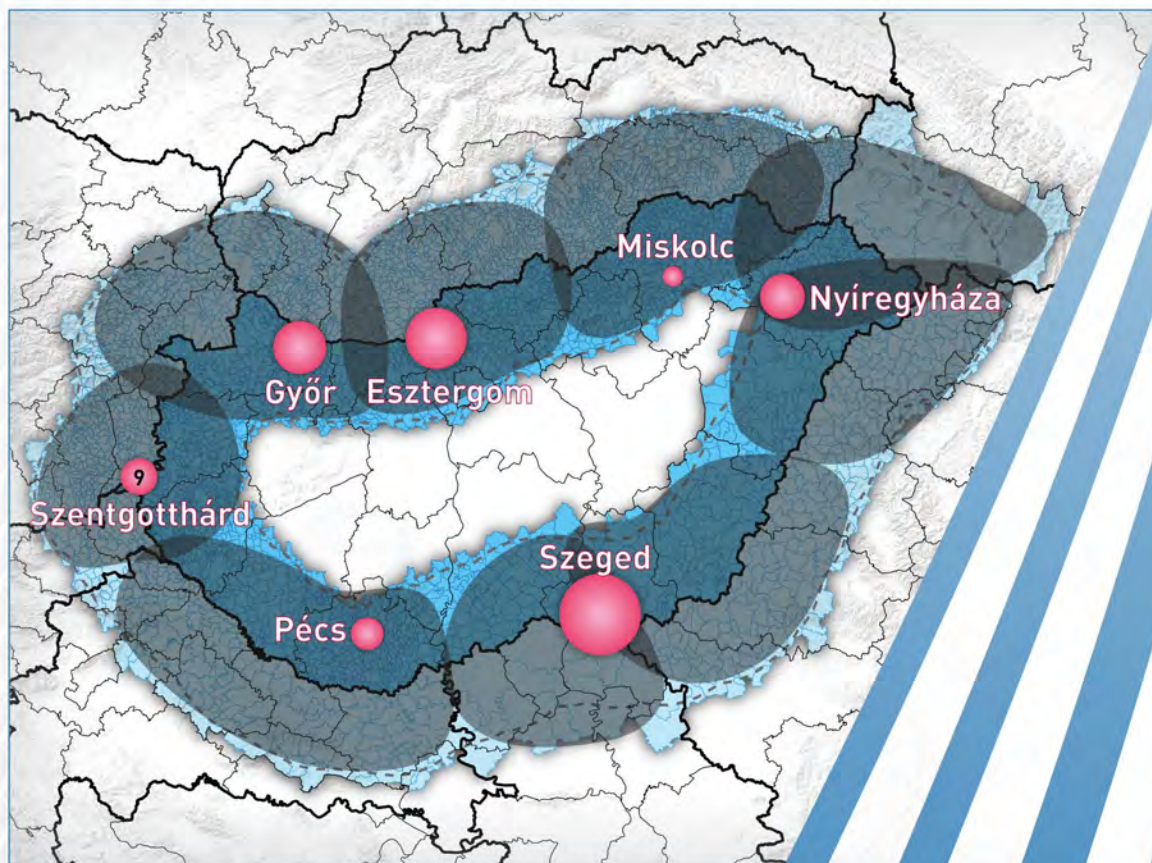 Miskolc
Nyíregyháza
Győr
Esztergom
9
Szentgotthárd
Szeged
Pécs